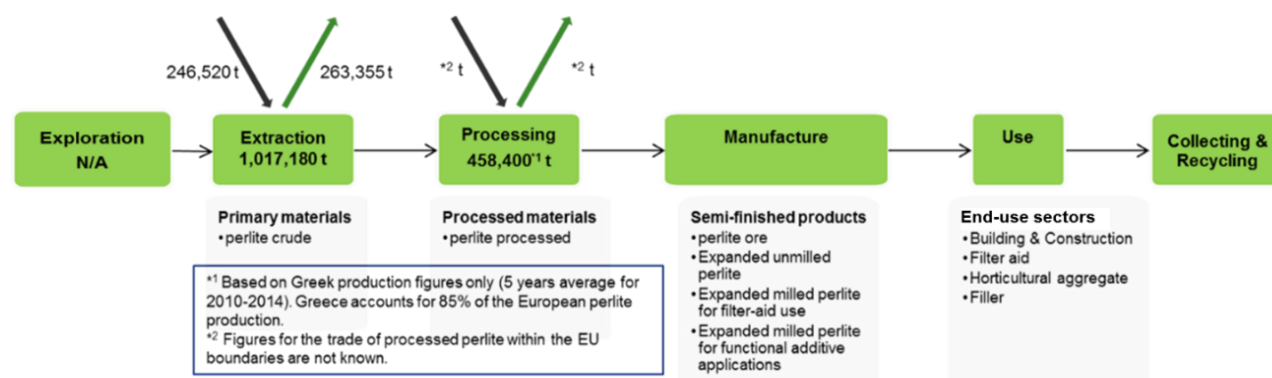 246,520 t
263,355 t
*2 t
*2 t
Exploration
N/A
Extraction
1,017,180 t
Processing
458,400*1 t
Manufacture
Use
Collecting &
Recycling
Primary materials
• perlite crude
Processed materials
• perlite processed
Semi-finished products
• perlite ore
• Expanded unmilled
perlite
• Expanded milled perlite
for filter-aid use
• Expanded milled perlite
for functional additive
applications
End-use sectors
• Building & Construction
• Filter aid
• Horticultural aggregate
• Filler
*1 Based on Greek production figures only (5 years average for
2010-2014). Greece accounts for 85% of the European perlite
production.
*2 Figures for the trade of processed perlite within the EU
boundaries are not known.